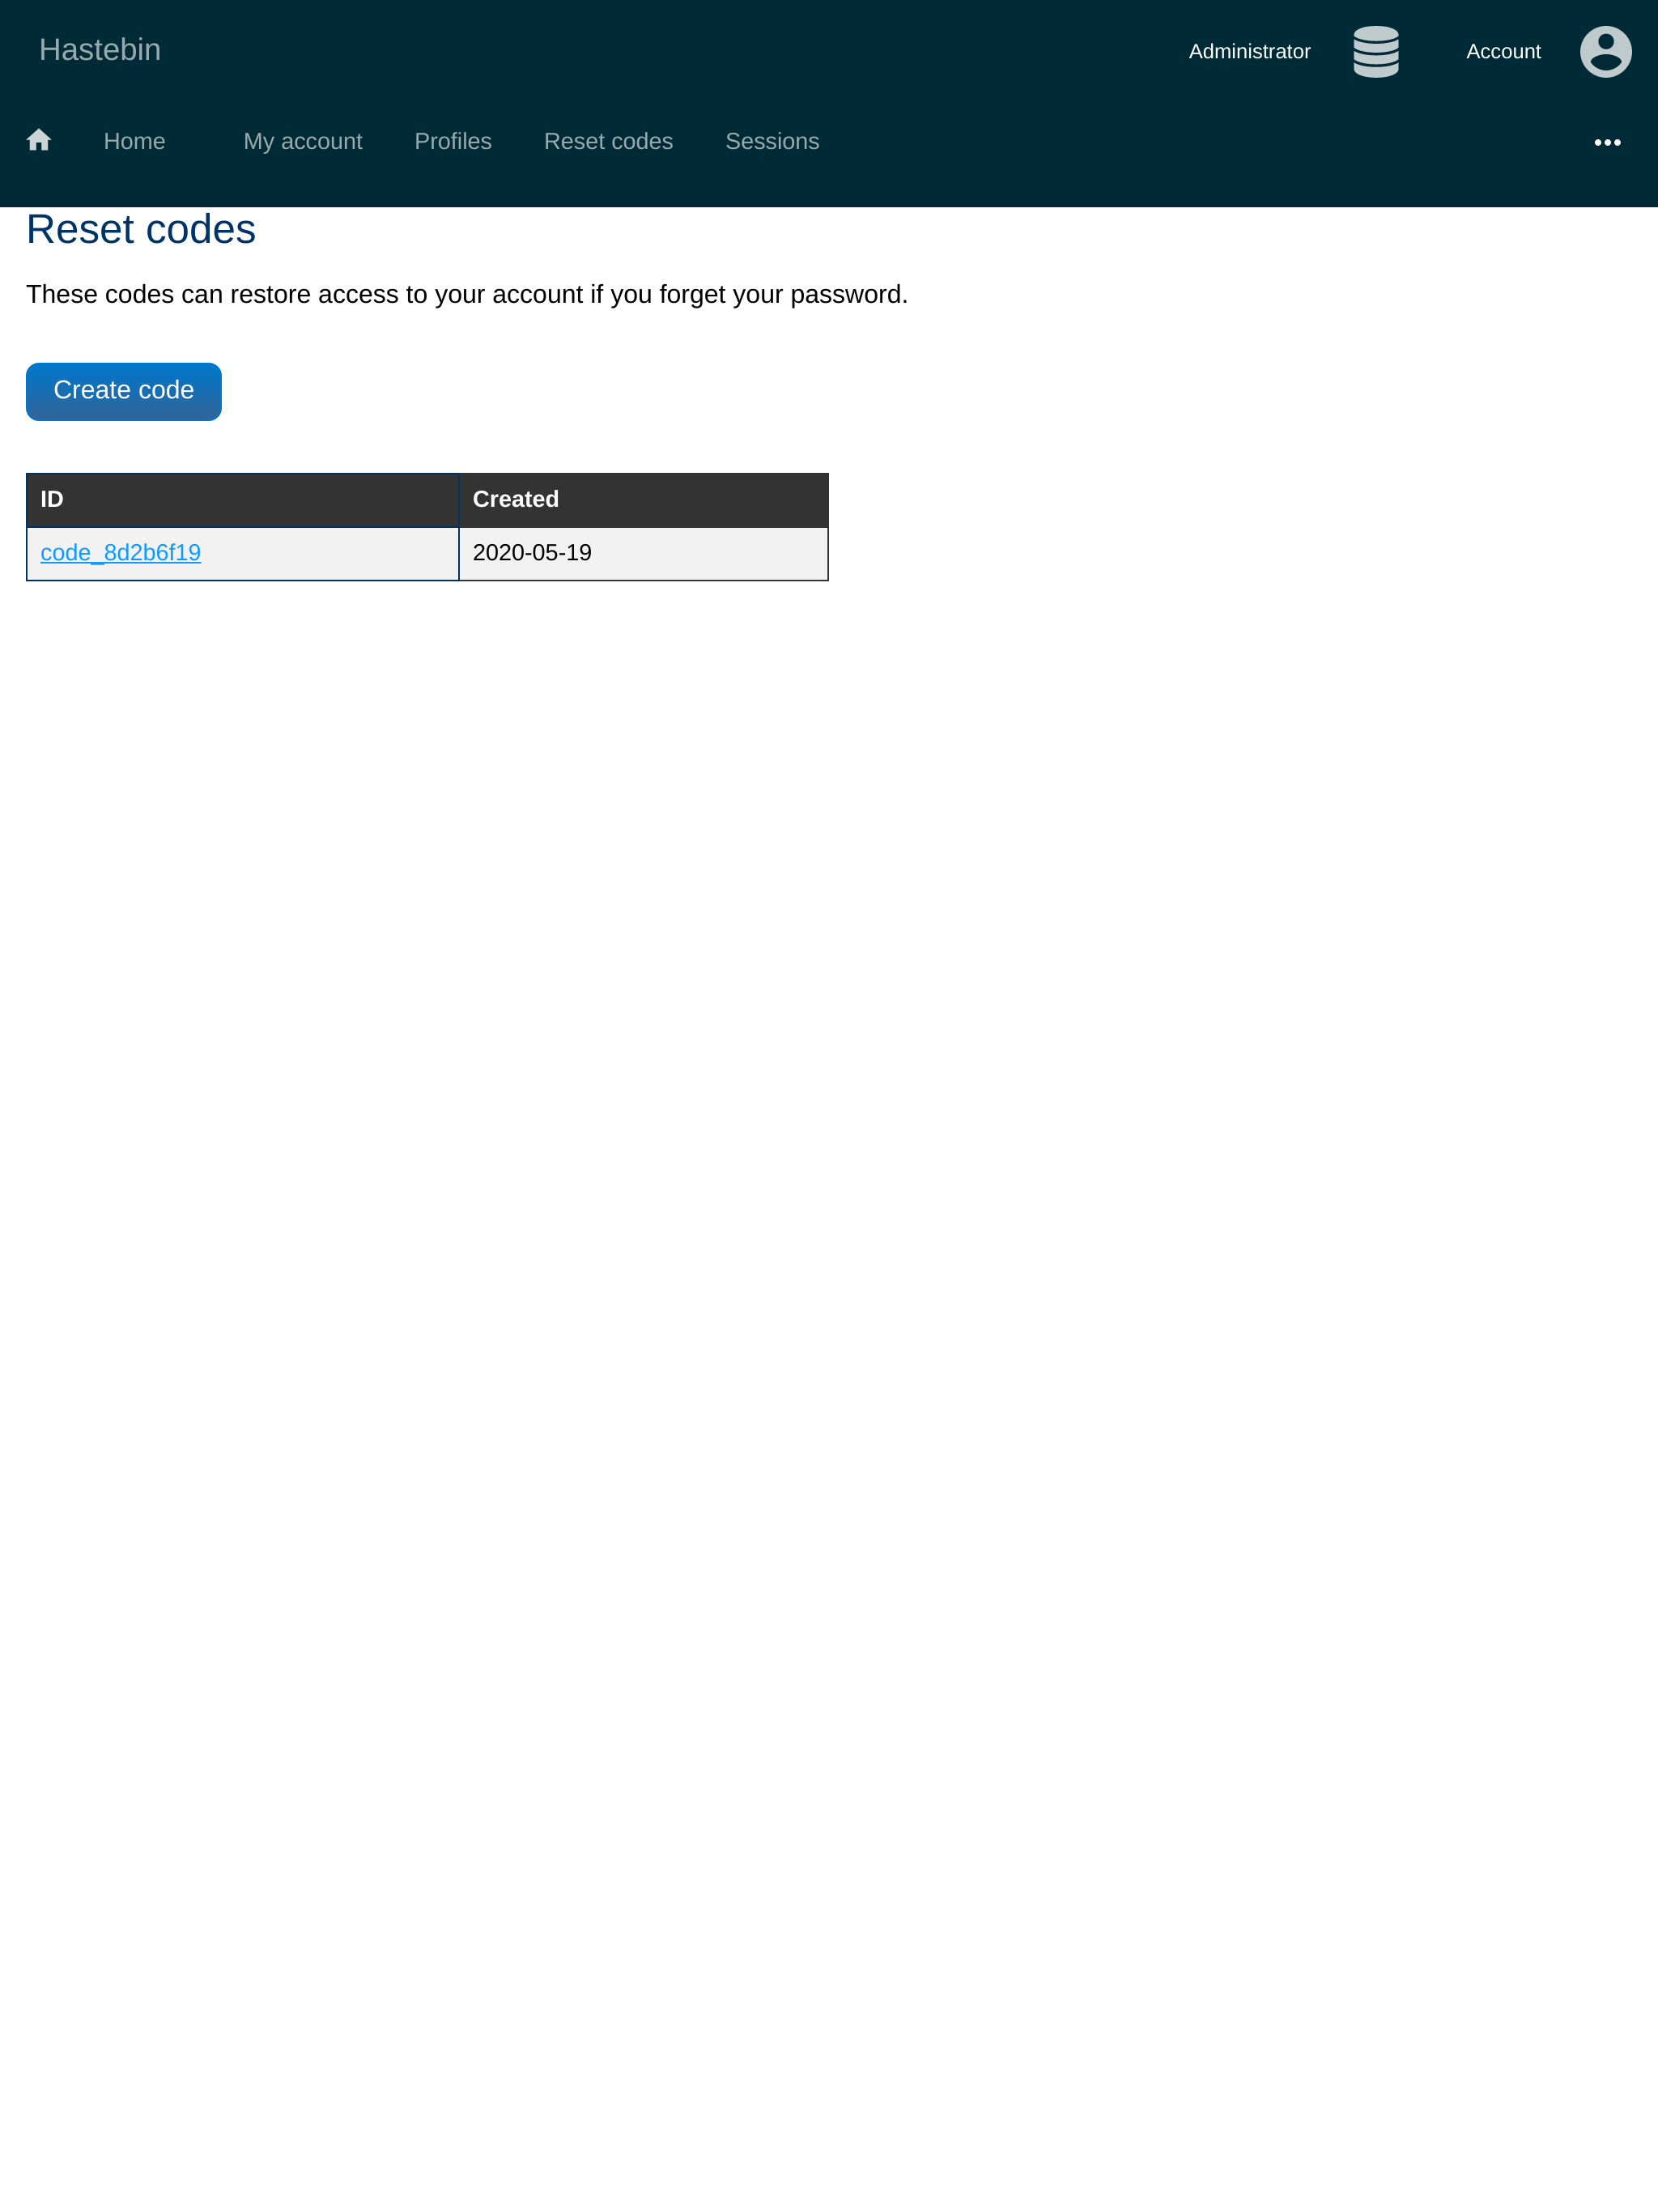 Hastebin
Administrator
Account
Home
My account
Profiles
Reset codes
Sessions
Reset codes
These codes can restore access to your account if you forget your password.
Create code
ID Created
code_8d2b6f19 2020-05-19